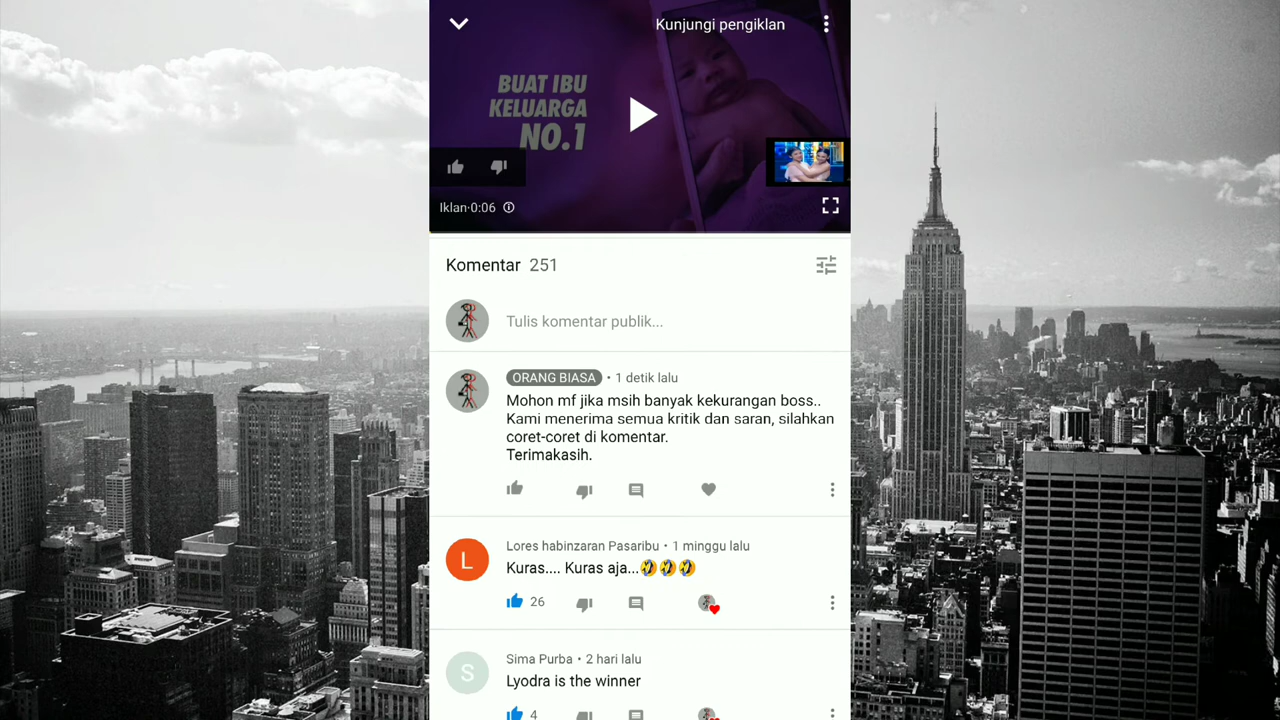 Kunjungi pengiklan
BUAT IBU
KELUARGA
NO.1
Iklan·0:06
Komentar 251
Tulis komentar publik...
ORANG BIASA • 1 detik lalu
Mohon mf jika msih banyak kekurangan boss..
Kami menerima semua kritik dan saran, silahkan
coret-coret di komentar.
Terimakasih.
L
Lores habinzaran Pasaribu • 1 minggu lalu
Kuras.... Kuras aja...🤣🤣🤣
26
S
Sima Purba • 2 hari lalu
Lyodra is the winner
4